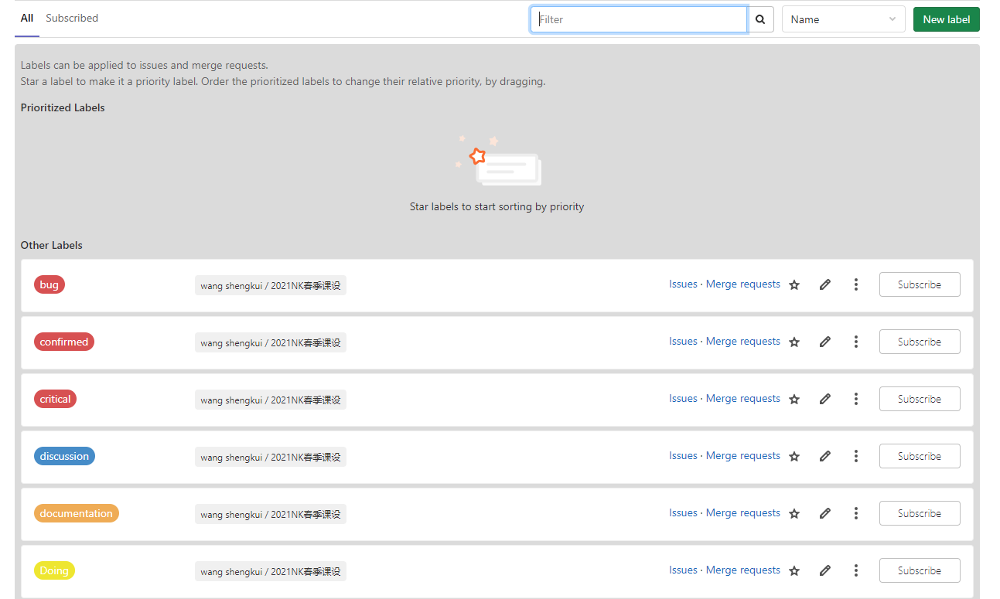 All Subscribed Filter Name New label
Labels can be applied to issues and merge requests.
Star a label to make it a priority label. Order the prioritized labels to change their relative priority, by dragging.
Prioritized Labels
Star labels to start sorting by priority
Other Labels
bug wang shengkui / 2021NK春季课设 Issues · Merge requests Subscribe
confirmed wang shengkui / 2021NK春季课设 Issues · Merge requests Subscribe
critical wang shengkui / 2021NK春季课设 Issues · Merge requests Subscribe
discussion wang shengkui / 2021NK春季课设 Issues · Merge requests Subscribe
documentation wang shengkui / 2021NK春季课设 Issues · Merge requests Subscribe
Doing wang shengkui / 2021NK春季课设 Issues · Merge requests Subscribe